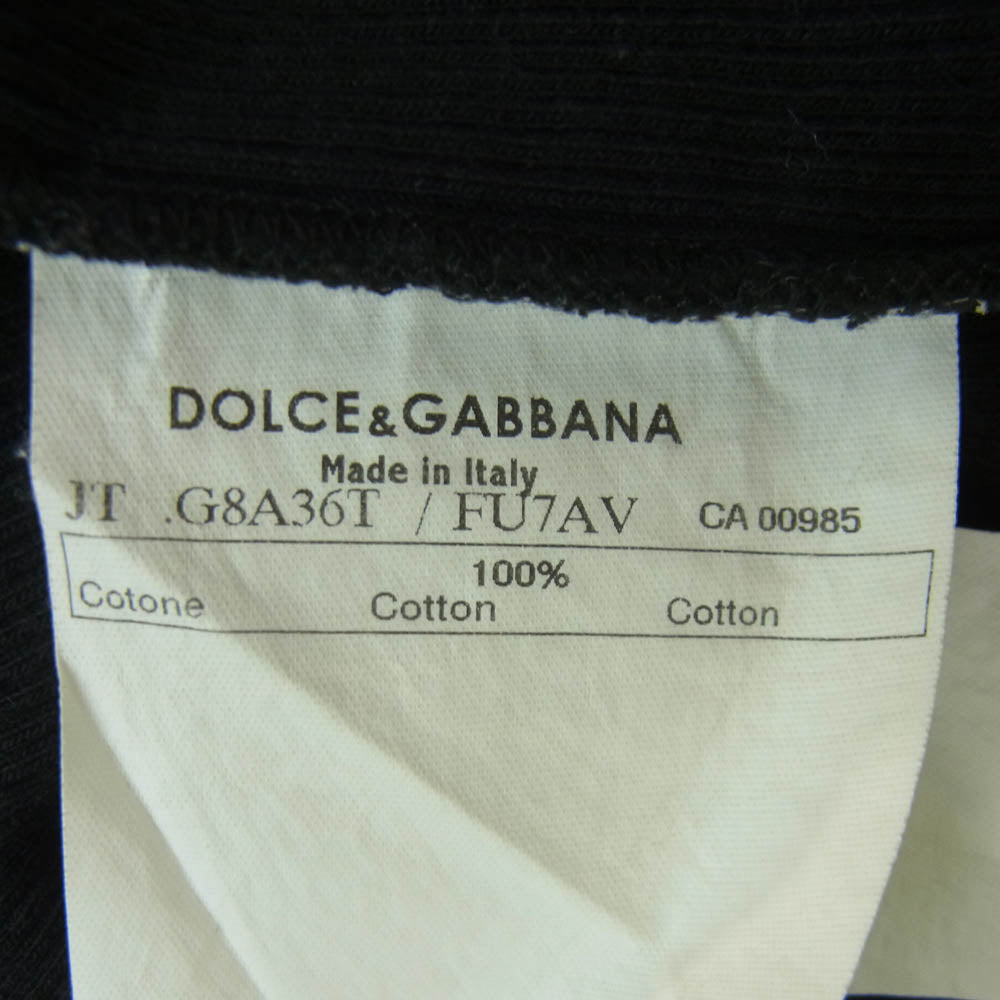 DOLCE&GABBANA
Made in Italy
JT .G8A36T / FU7AV CA 00985
100%
Cotone Cotton Cotton